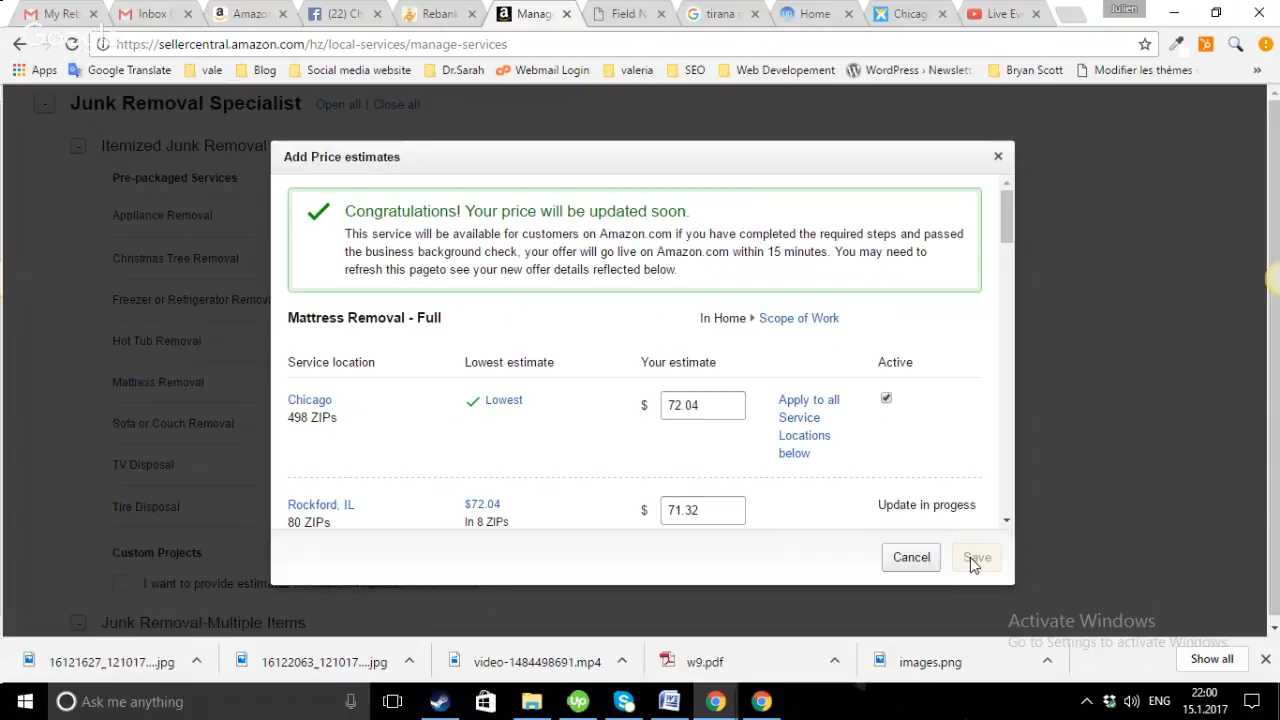 My Re
Inbox (
Amazo
(22) Ch
Rebank
Manag
Field N
tirana
Home
Chicag
Live Ev
Julien
https://sellercentral.amazon.com/hz/local-services/manage-services
Apps
Google Translate
vale
Blog
Social media website
Dr.Sarah
Webmail Login
valeria
SEO
Web Developement
WordPress › Newslett
Bryan Scott
Modifier les thèmes
»
Junk Removal Specialist Open all | Close all
Itemized Junk Removal
Pre-packaged Services
Appliance Removal
Christmas Tree Removal
Freezer or Refrigerator Remova
Hot Tub Removal
Mattress Removal
Sofa or Couch Removal
TV Disposal
Tire Disposal
Custom Projects
I want to provide estima
Junk Removal-Multiple Items
Add Price estimates
Congratulations! Your price will be updated soon.
This service will be available for customers on Amazon.com if you have completed the required steps and passed
the business background check, your offer will go live on Amazon.com within 15 minutes. You may need to
refresh this pageto see your new offer details reflected below.
Mattress Removal - Full
In Home Scope of Work
Service location Lowest estimate Your estimate Active
Chicago
498 ZIPs
Lowest
$ 72.04
Apply to all
Service
Locations
below
Rockford, IL
80 ZIPs
$72.04
In 8 ZIPs
$ 71.32
Update in progess
Cancel
Save
Activate Windows
Go to Settings to activate Windows.
16121627_121017....jpg
16122063_121017....jpg
video-1484498691.mp4
w9.pdf
images.png
Show all
Ask me anything
ENG
22:00
15.1.2017